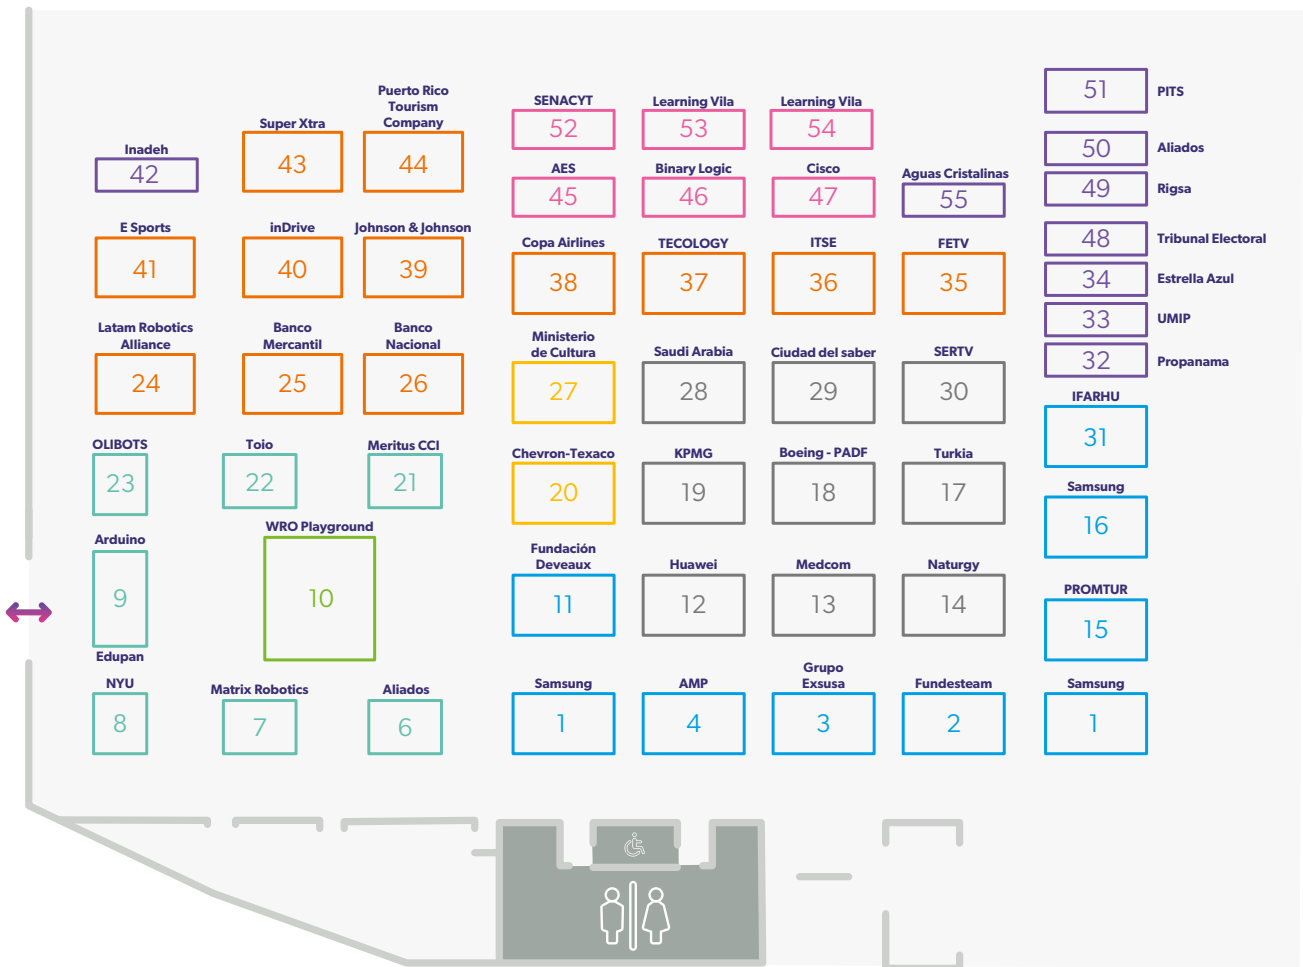 51
PITS
Puerto Rico
Tourism
Company
44
Super Xtra
43
SENACYT
52
Learning Vila
53
Learning Vila
54
Inadeh
42
50
Aliados
AES
45
Binary Logic
46
Cisco
47
Aguas Cristalinas
55
49
Rigsa
E Sports
41
inDrive
40
Johnson & Johnson
39
Copa Airlines
38
TECOLOGY
37
ITSE
36
FETV
35
48
Tribunal Electoral
34
Estrella Azul
33
UMIP
32
Propanama
Latam Robotics
Alliance
24
Banco
Mercantil
25
Banco
Nacional
26
Ministerio
de Cultura
27
Saudi Arabia
28
Ciudad del saber
29
SERTV
30
IFARHU
31
OLIBOTS
23
Toio
22
Meritus CCI
21
Chevron-Texaco
20
KPMG
19
Boeing - PADF
18
Turkia
17
Samsung
16
Arduino
9
Edupan
WRO Playground
10
Fundación
Deveaux
11
Huawei
12
Medcom
13
Naturgy
14
PROMTUR
15
NYU
8
Matrix Robotics
7
Aliados
6
Samsung
1
AMP
4
Grupo
Exsusa
3
Fundesteam
2
Samsung
1